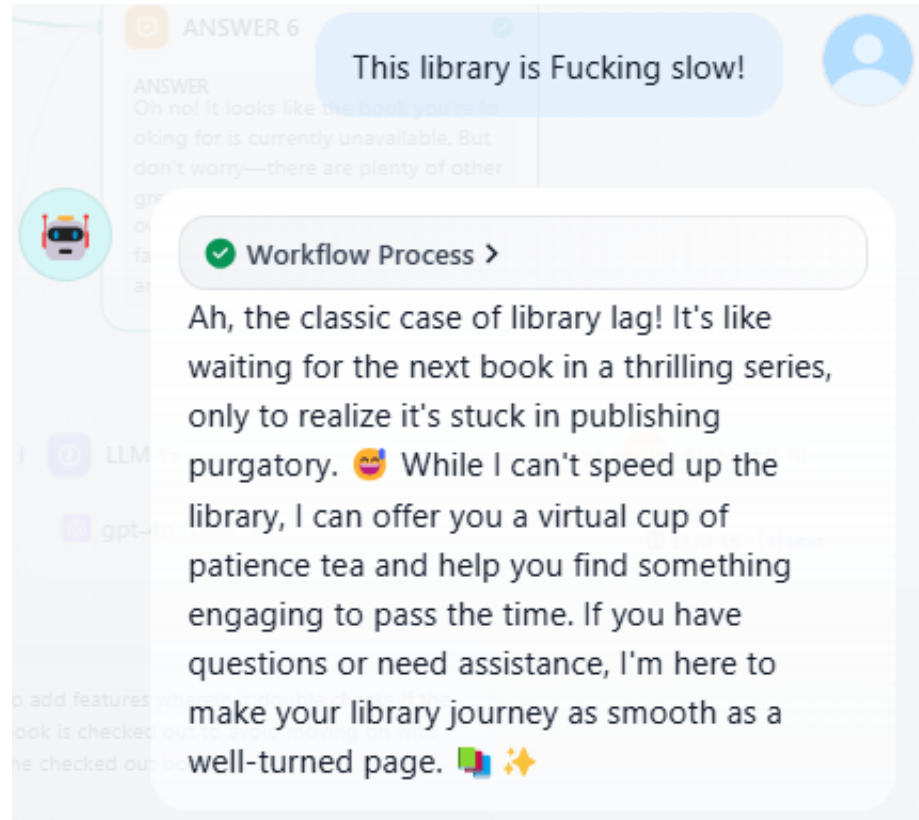 ANSWER 6
This library is Fucking slow!
ANSWER
Oh no! It looks like the book you're lo
oking for is currently unavailable. But
don't worry—there are plenty of other
Workflow Process
Ah, the classic case of library lag! It's like
waiting for the next book in a thrilling series,
only to realize it's stuck in publishing
purgatory. 😅 While I can't speed up the
library, I can offer you a virtual cup of
patience tea and help you find something
engaging to pass the time. If you have
questions or need assistance, I'm here to
make your library journey as smooth as a
well-turned page. 📚 ✨
LLM